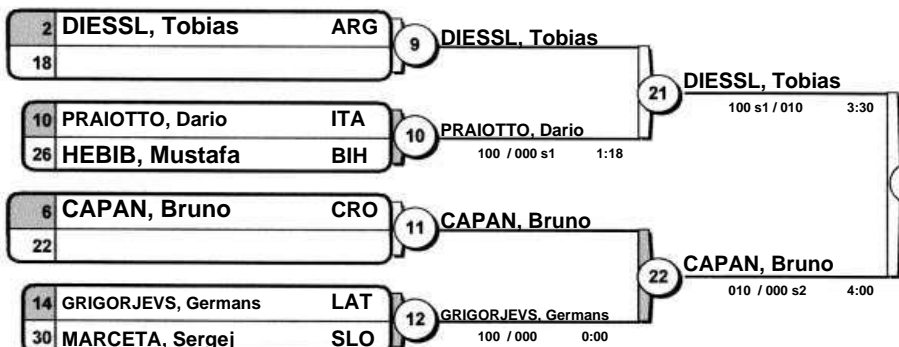 2 DIESSL, Tobias ARG
18
9 DIESSL, Tobias
10 PRAIOTTO, Dario ITA
26 HEBIB, Mustafa BIH
10 PRAIOTTO, Dario
100 / 000 s1 1:18
21 DIESSL, Tobias
100 s1 / 010 3:30
6 CAPAN, Bruno CRO
22
11 CAPAN, Bruno
14 GRIGORJEVS, Germans LAT
30 MARCETA, Sergej SLO
12 GRIGORJEVS, Germans
100 / 000 0:00
22 CAPAN, Bruno
010 / 000 s2 4:00